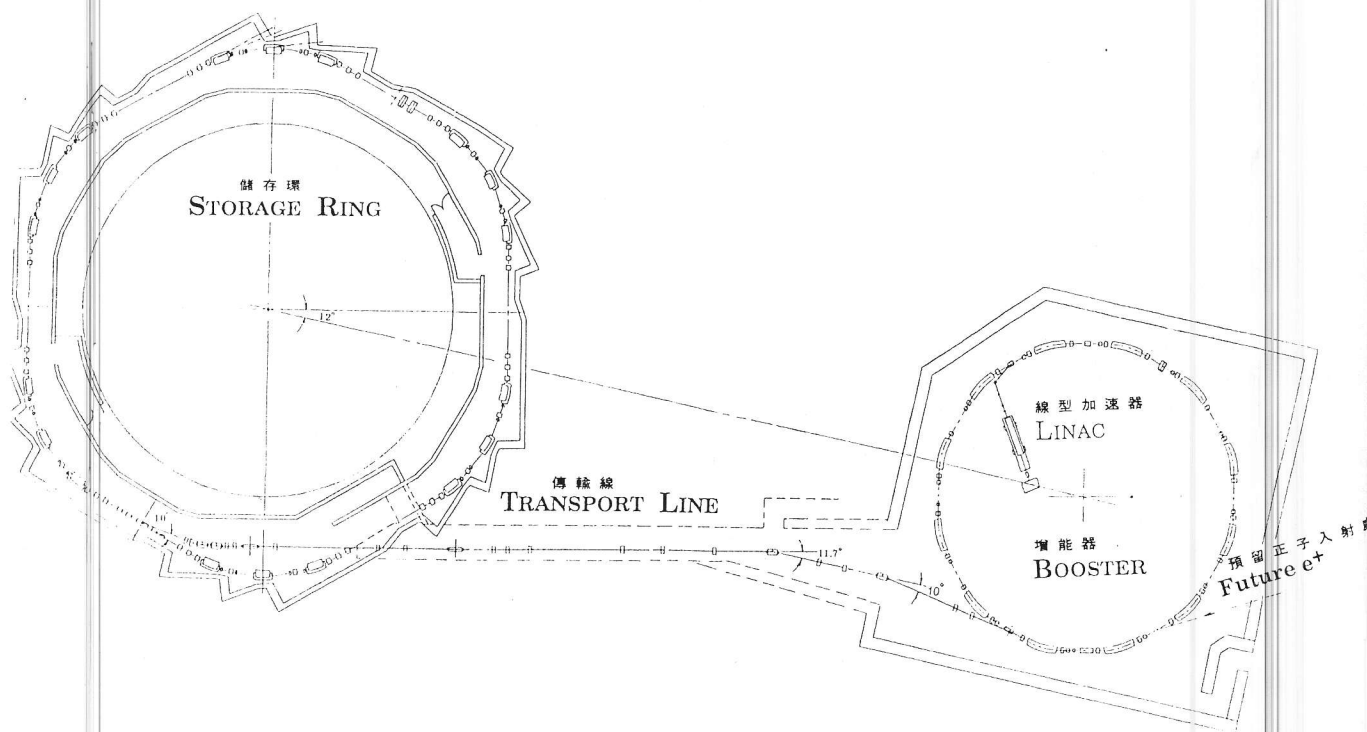 儲存環
STORAGE RING
12°
線型加速器
LINAC
傳輸線
TRANSPORT LINE
10°
11.7°
增能器
BOOSTER
10°
預留正子入射
Future e⁺